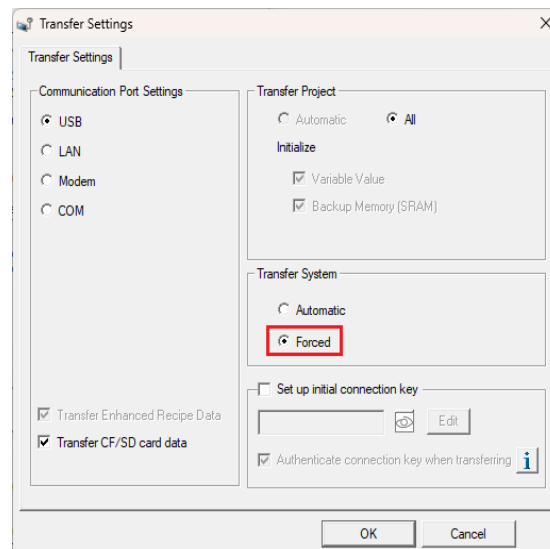 Transfer Settings
Transfer Settings
Communication Port Settings
USB
LAN
Modem
COM
Transfer Enhanced Recipe Data
Transfer CF/SD card data
Transfer Project
Automatic All
Initialize
Variable Value
Backup Memory (SRAM)
Transfer System
Automatic
Forced
Set up initial connection key
Edit
Authenticate connection key when transferring
OK Cancel